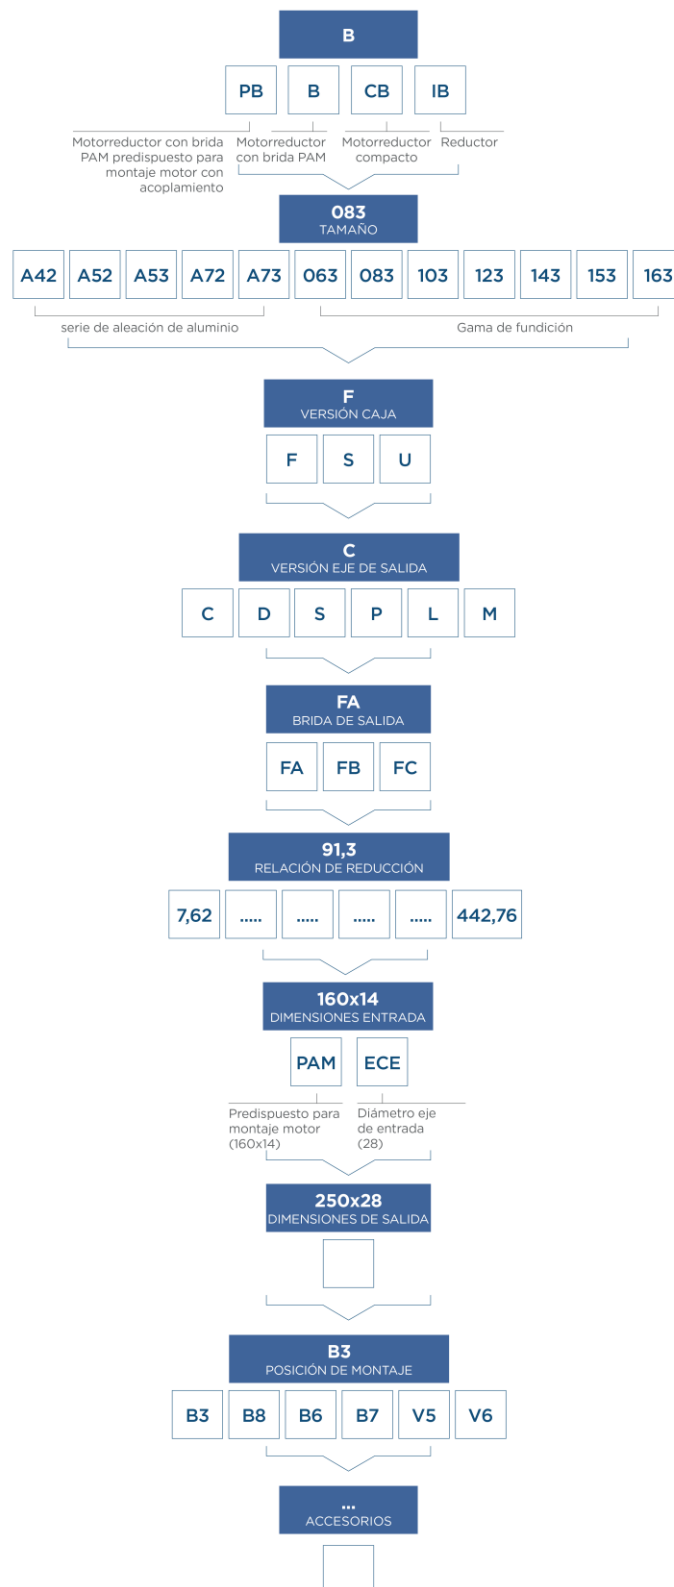 B
PB B CB IB
Motorreductor con brida
PAM predispuesto para
montaje motor con
acoplamiento
Motorreductor
con brida PAM
Motorreductor
compacto
Reductor
083
TAMAÑO
A42 A52 A53 A72 A73 063 083 103 123 143 153 163
serie de aleación de aluminio
Gama de fundición
F
VERSIÓN CAJA
F S U
C
VERSIÓN EJE DE SALIDA
C D S P L M
FA
BRIDA DE SALIDA
FA FB FC
91,3
RELACIÓN DE REDUCCIÓN
7,62 ..... ..... ..... ..... 442,76
160x14
DIMENSIONES ENTRADA
PAM ECE
Predispuesto para
montaje motor
(160x14)
Diámetro eje
de entrada
(28)
250x28
DIMENSIONES DE SALIDA
B3
POSICIÓN DE MONTAJE
B3 B8 B6 B7 V5 V6
...
ACCESORIOS